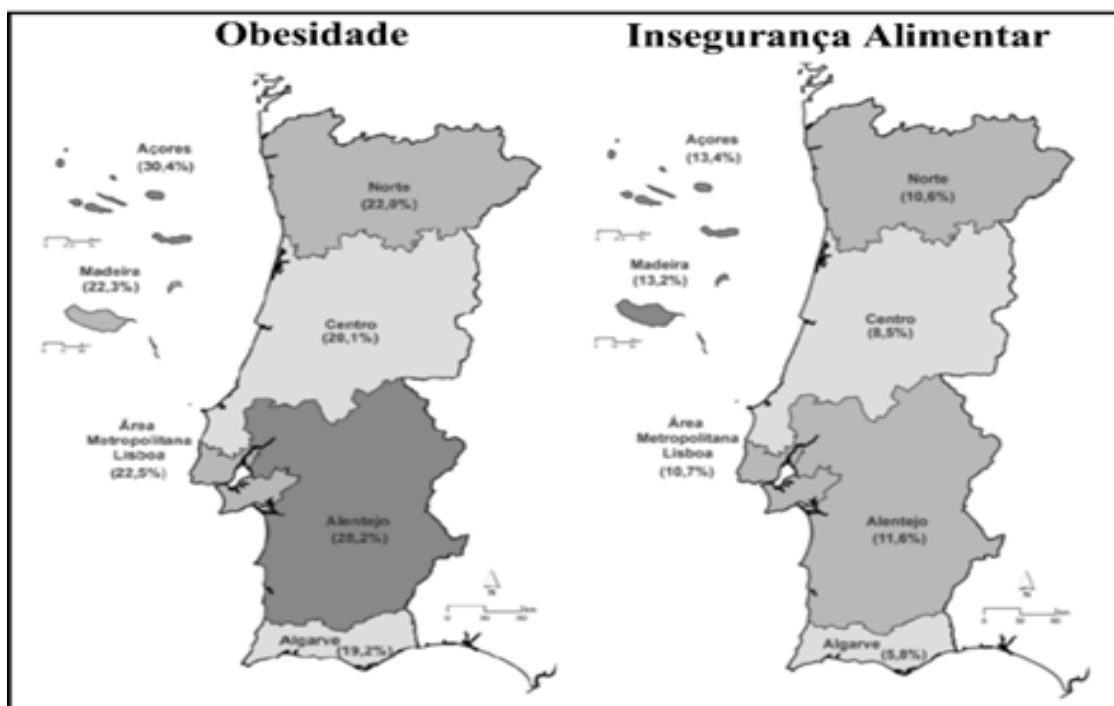 Obesidade
Açores
(30,4%)
Norte
(22,0%)
Madeira
(22,3%)
Centro
(20,1%)
Área
Metropolitana
Lisboa
(22,5%)
Alentejo
(28,2%)
N
Algarve
(19,2%)
Insegurança Alimentar
Açores
(13,4%)
Norte
(10,6%)
Madeira
(13,2%)
Centro
(8,5%)
Área
Metropolitana
Lisboa
(10,7%)
Alentejo
(11,6%)
N
Algarve
(5,8%)